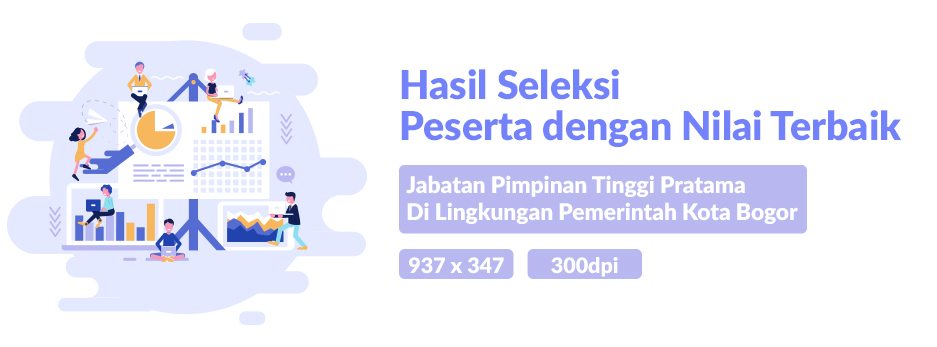 Hasil Seleksi
Peserta dengan Nilai Terbaik
Jabatan Pimpinan Tinggi Pratama
Di Lingkungan Pemerintah Kota Bogor
937 x 347
300dpi